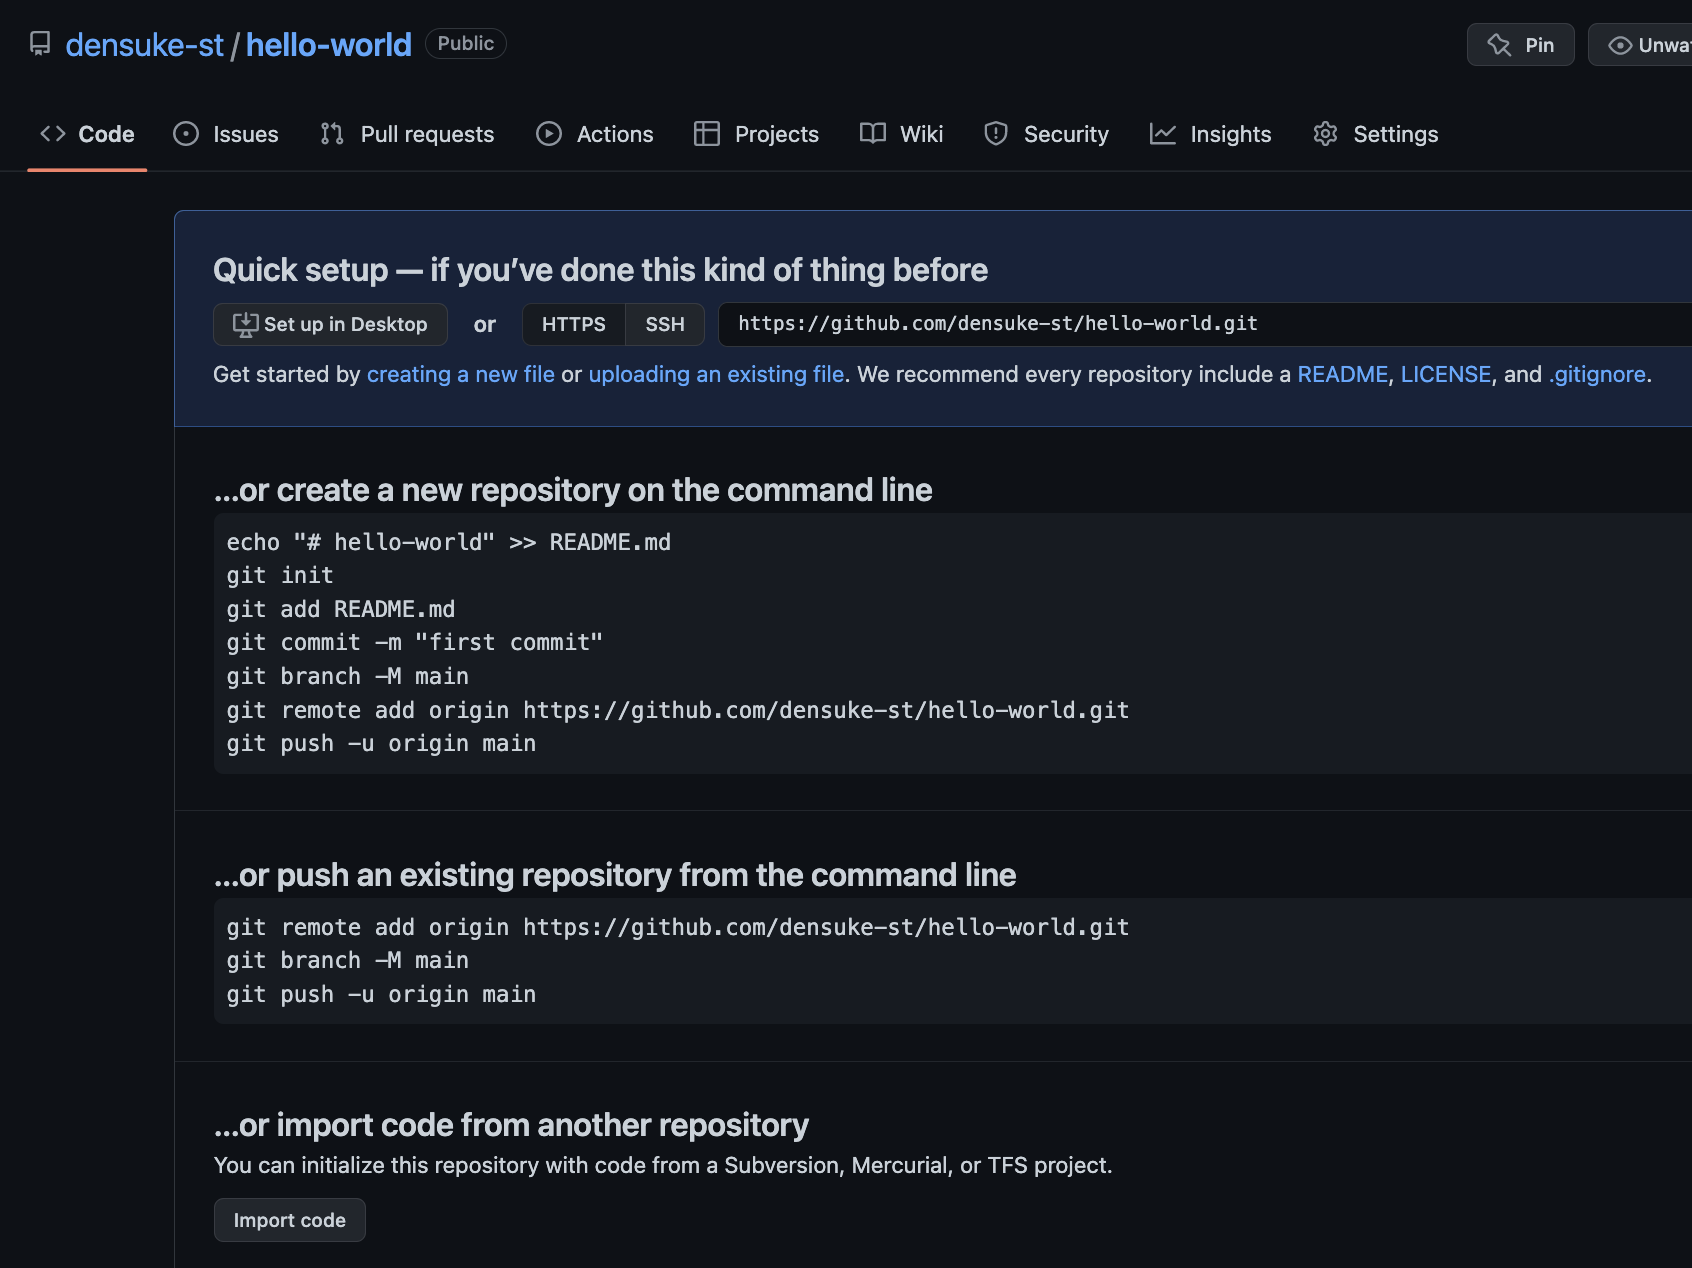 densuke-st / hello-world Public
Pin
Code Issues Pull requests Actions Projects Wiki Security Insights Settings
Quick setup — if you’ve done this kind of thing before
Set up in Desktop or HTTPS SSH https://github.com/densuke-st/hello-world.git
Get started by creating a new file or uploading an existing file. We recommend every repository include a README, LICENSE, and .gitignore.
...or create a new repository on the command line
echo "# hello-world" >> README.md
git init
git add README.md
git commit -m "first commit"
git branch -M main
git remote add origin https://github.com/densuke-st/hello-world.git
git push -u origin main
...or push an existing repository from the command line
git remote add origin https://github.com/densuke-st/hello-world.git
git branch -M main
git push -u origin main
...or import code from another repository
You can initialize this repository with code from a Subversion, Mercurial, or TFS project.
Import code